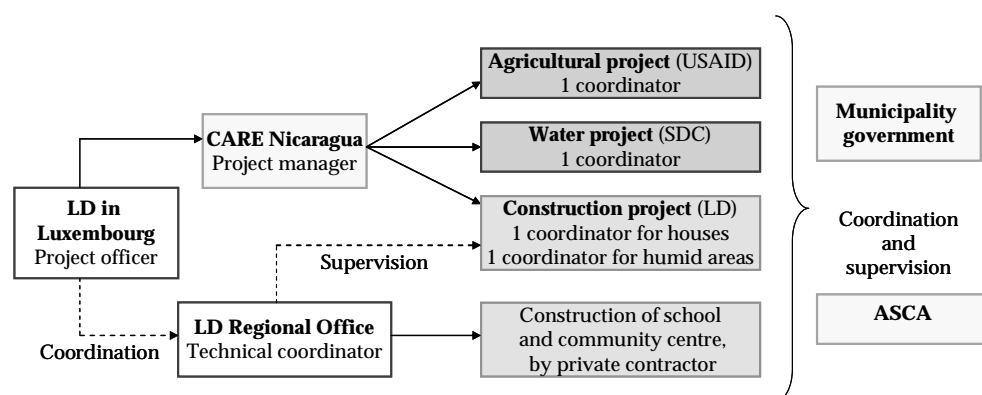 Agricultural project (USAID)
1 coordinator
Municipality
government
CARE Nicaragua
Project manager
Water project (SDC)
1 coordinator
LD in
Luxembourg
Project officer
Construction project (LD)
1 coordinator for houses
1 coordinator for humid areas
Supervision
Coordination
and
supervision
LD Regional Office
Technical coordinator
Coordination
Construction of school
and community centre,
by private contractor
ASCA